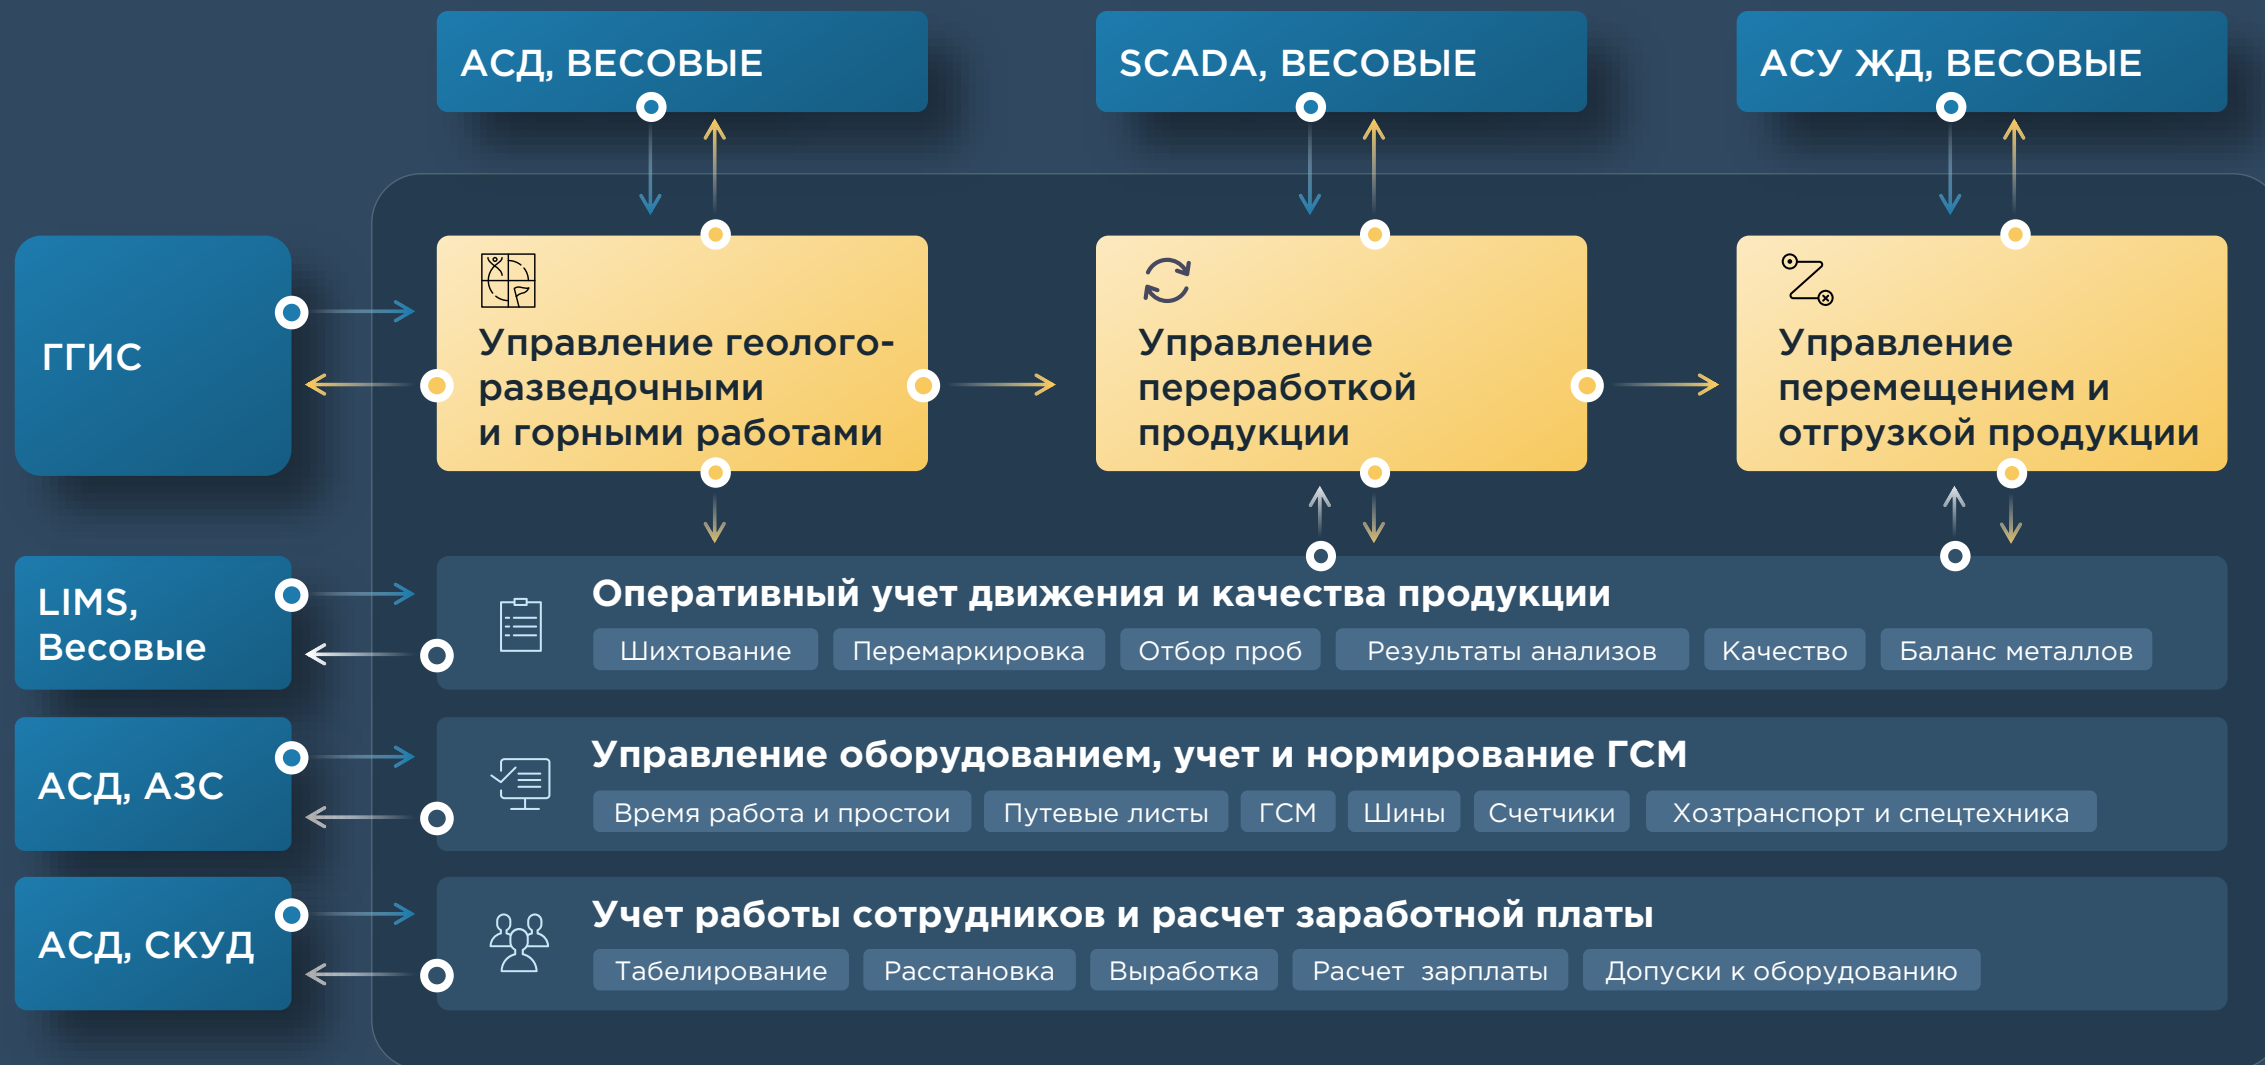 АСД, ВЕСОВЫЕ
SCADA, ВЕСОВЫЕ
АСУ ЖД, ВЕСОВЫЕ
ГГИС
Управление геолого-
разведочными
и горными работами
Управление
переработкой
продукции
Управление
перемещением и
отгрузкой продукции
LIMS,
Весовые
Оперативный учет движения и качества продукции
Шихтование
Перемаркировка
Отбор проб
Результаты анализов
Качество
Баланс металлов
АСД, АЗС
Управление оборудованием, учет и нормирование ГСМ
Время работа и простои
Путевые листы
ГСМ
Шины
Счетчики
Хозтранспорт и спецтехника
АСД, СКУД
Учет работы сотрудников и расчет заработной платы
Табелирование
Расстановка
Выработка
Расчет зарплаты
Допуски к оборудованию